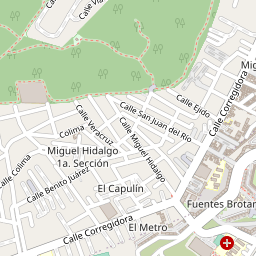 Calle Vía
Mig
Calle Ejido
Calle San Juan del Río
Calle Corregidora
Calle Veracruz
Colima
Calle Colima
Miguel Hidalgo
1a. Sección
Calle Miguel Hidalgo
Calle Benito Juárez
El Capulín
Fuentes Brotan
Calle Corregidora
El Metro